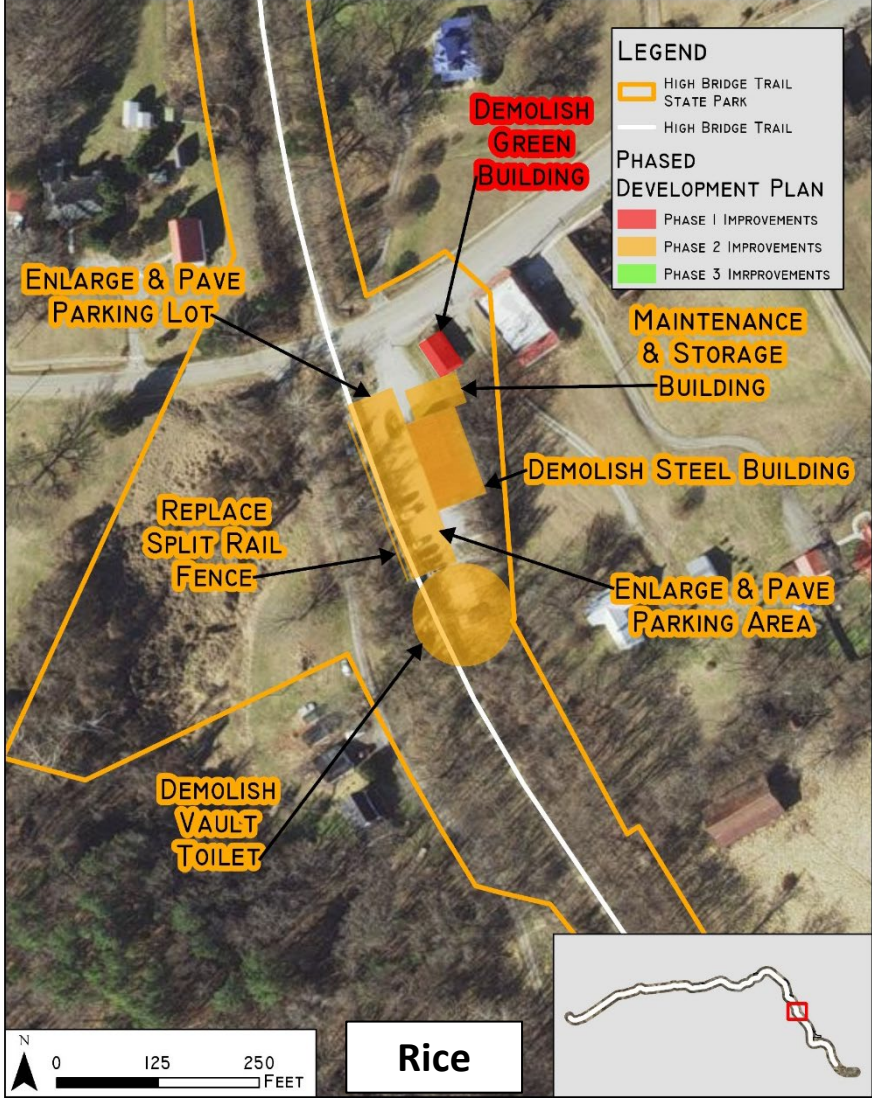 LEGEND
HIGH BRIDGE TRAIL
STATE PARK
HIGH BRIDGE TRAIL
PHASED
DEVELOPMENT PLAN
PHASE 1 IMPROVEMENTS
PHASE 2 IMPROVEMENTS
PHASE 3 IMRPROVEMENTS
DEMOLISH
GREEN
BUILDING
ENLARGE & PAVE
PARKING LOT
MAINTENANCE
& STORAGE
BUILDING
DEMOLISH STEEL BUILDING
REPLACE
SPLIT RAIL
FENCE
ENLARGE & PAVE
PARKING AREA
DEMOLISH
VAULT
TOILET
N
0 125 250
FEET
Rice